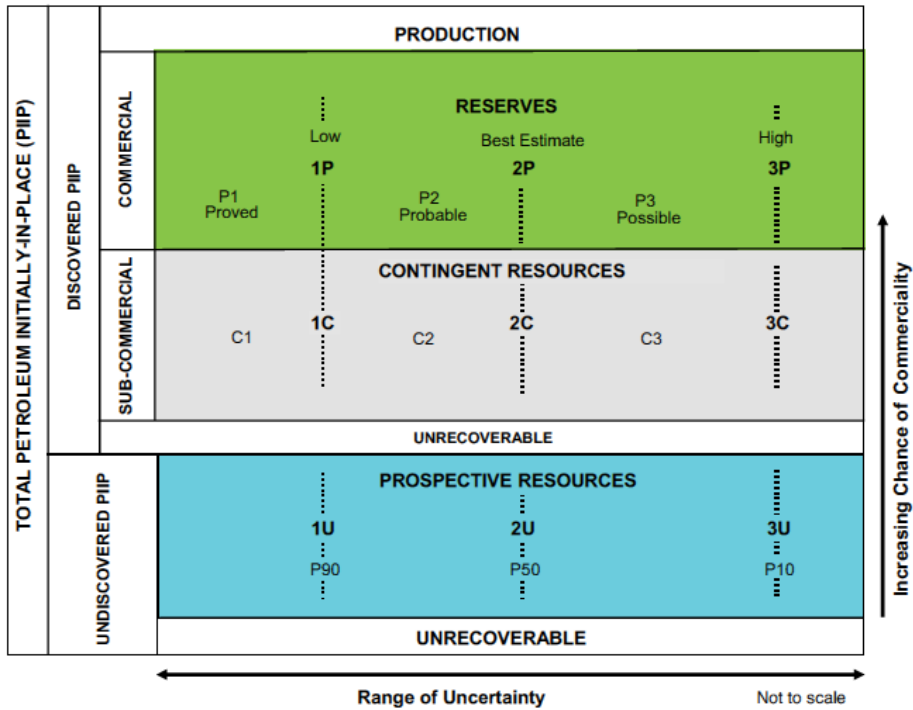 TOTAL PETROLEUM INITIALLY-IN-PLACE (PIIP)
DISCOVERED PIIP
UNDISCOVERED PIIP
COMMERCIAL
SUB-COMMERCIAL
PRODUCTION
RESERVES
Low Best Estimate High
1P 2P 3P
P1 P2 P3
Proved Probable Possible
CONTINGENT RESOURCES
1C 2C 3C
C1 C2 C3
UNRECOVERABLE
PROSPECTIVE RESOURCES
1U 2U 3U
P90 P50 P10
UNRECOVERABLE
Increasing Chance of Commerciality
Range of Uncertainty Not to scale